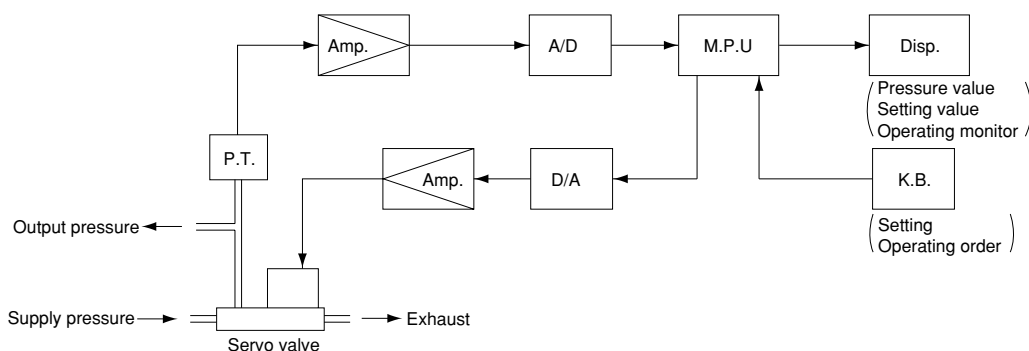 Amp.
A/D
M.P.U
Disp.
Pressure value
Setting value
Operating monitor
P.T.
Amp.
D/A
K.B.
Output pressure
Setting
Operating order
Supply pressure
Exhaust
Servo valve